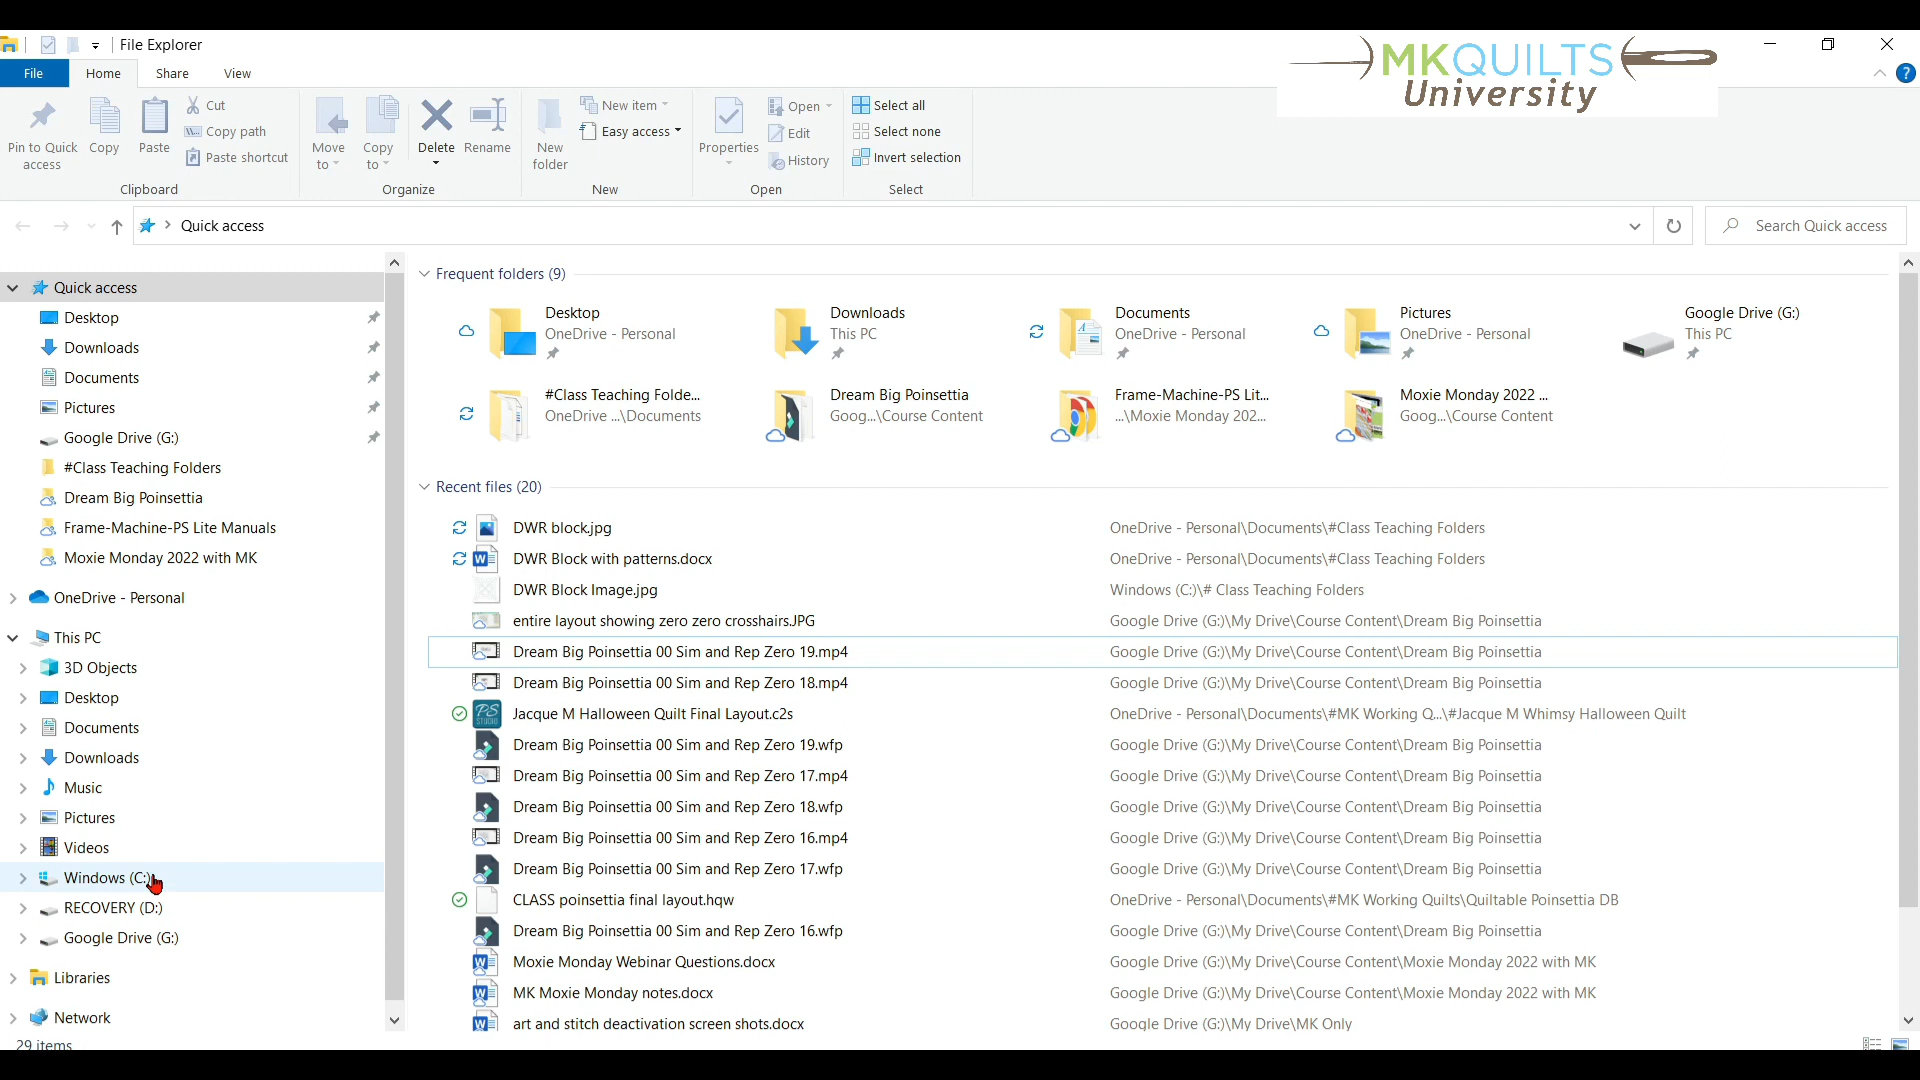 File Explorer
MKQUILTS
University
File Home Share View
Pin to Quick access
Copy
Paste
Cut
Copy path
Paste shortcut
Clipboard
Move to
Copy to
Delete
Rename
Organize
New folder
New item
Easy access
New
Properties
Open
Edit
History
Open
Select all
Select none
Invert selection
Select
Quick access
Search Quick access
Quick access
Desktop
Downloads
Documents
Pictures
Google Drive (G:)
#Class Teaching Folders
Dream Big Poinsettia
Frame-Machine-PS Lite Manuals
Moxie Monday 2022 with MK
OneDrive - Personal
This PC
3D Objects
Desktop
Documents
Downloads
Music
Pictures
Videos
Windows (C:)
RECOVERY (D:)
Google Drive (G:)
Libraries
Network
29 items
Frequent folders (9)
Desktop
OneDrive - Personal
Downloads
This PC
Documents
OneDrive - Personal
Pictures
OneDrive - Personal
Google Drive (G:)
This PC
#Class Teaching Folde...
OneDrive ...\Documents
Dream Big Poinsettia
Goog...\Course Content
Frame-Machine-PS Lit...
...\Moxie Monday 202...
Moxie Monday 2022 ...
Goog...\Course Content
Recent files (20)
DWR block.jpg OneDrive - Personal\Documents\#Class Teaching Folders
DWR Block with patterns.docx OneDrive - Personal\Documents\#Class Teaching Folders
DWR Block Image.jpg Windows (C:)\# Class Teaching Folders
entire layout showing zero zero crosshairs.JPG Google Drive (G:)\My Drive\Course Content\Dream Big Poinsettia
Dream Big Poinsettia 00 Sim and Rep Zero 19.mp4 Google Drive (G:)\My Drive\Course Content\Dream Big Poinsettia
Dream Big Poinsettia 00 Sim and Rep Zero 18.mp4 Google Drive (G:)\My Drive\Course Content\Dream Big Poinsettia
PS STUDIO Jacque M Halloween Quilt Final Layout.c2s OneDrive - Personal\Documents\#MK Working Q...\#Jacque M Whimsy Halloween Quilt
Dream Big Poinsettia 00 Sim and Rep Zero 19.wfp Google Drive (G:)\My Drive\Course Content\Dream Big Poinsettia
Dream Big Poinsettia 00 Sim and Rep Zero 17.mp4 Google Drive (G:)\My Drive\Course Content\Dream Big Poinsettia
Dream Big Poinsettia 00 Sim and Rep Zero 18.wfp Google Drive (G:)\My Drive\Course Content\Dream Big Poinsettia
Dream Big Poinsettia 00 Sim and Rep Zero 16.mp4 Google Drive (G:)\My Drive\Course Content\Dream Big Poinsettia
Dream Big Poinsettia 00 Sim and Rep Zero 17.wfp Google Drive (G:)\My Drive\Course Content\Dream Big Poinsettia
CLASS poinsettia final layout.hqw OneDrive - Personal\Documents\#MK Working Quilts\Quiltable Poinsettia DB
Dream Big Poinsettia 00 Sim and Rep Zero 16.wfp Google Drive (G:)\My Drive\Course Content\Dream Big Poinsettia
Moxie Monday Webinar Questions.docx Google Drive (G:)\My Drive\Course Content\Moxie Monday 2022 with MK
MK Moxie Monday notes.docx Google Drive (G:)\My Drive\Course Content\Moxie Monday 2022 with MK
art and stitch deactivation screen shots.docx Google Drive (G:)\My Drive\MK Only